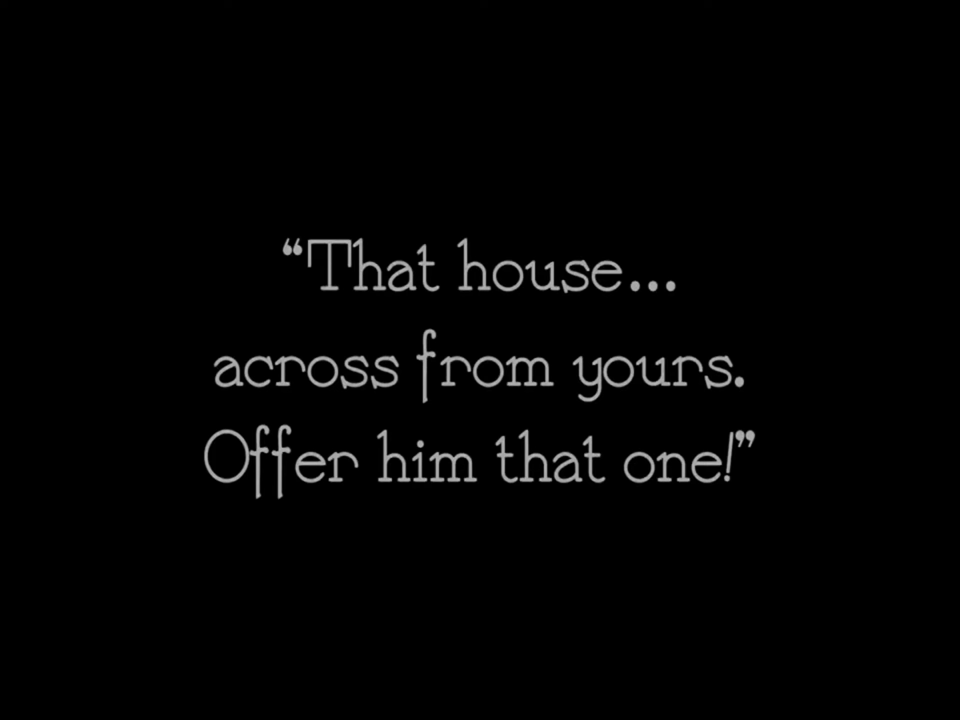 “That house...
across from yours.
Offer him that one!”